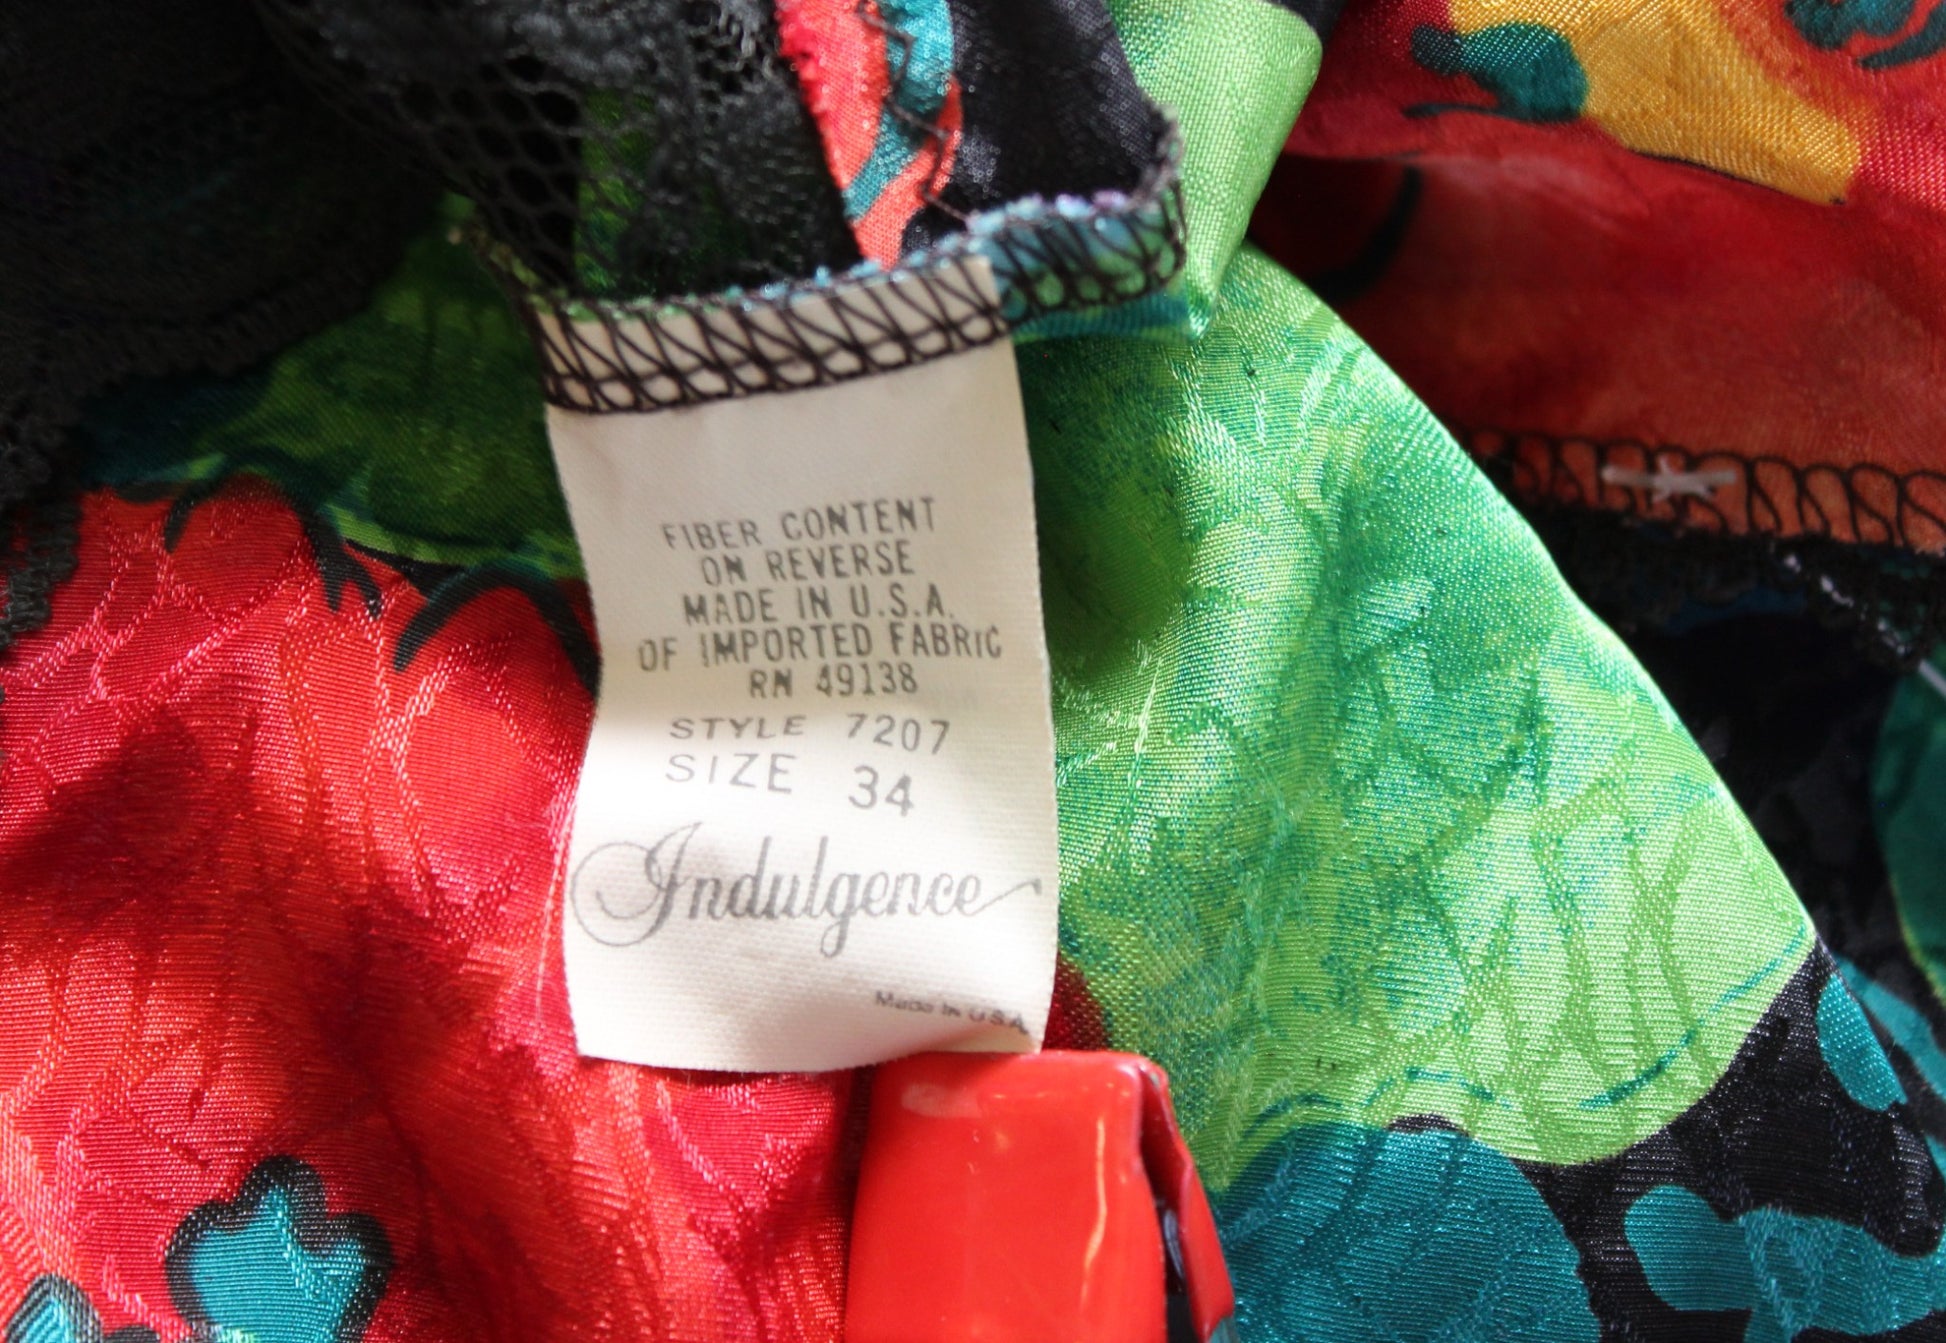 FIBER CONTENT
ON REVERSE
MADE IN U.S.A.
OF IMPORTED FABRIC
RN 49138
STYLE 7207
SIZE 34
Indulgence
Made in U.S.A.